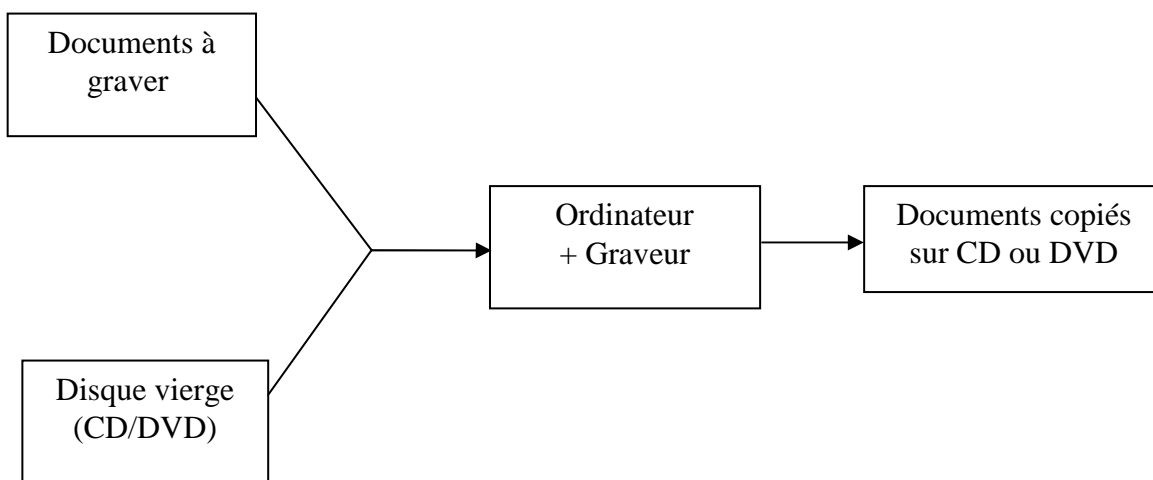 Documents à
graver
Disque vierge
(CD/DVD)
Ordinateur
+ Graveur
Documents copiés
sur CD ou DVD